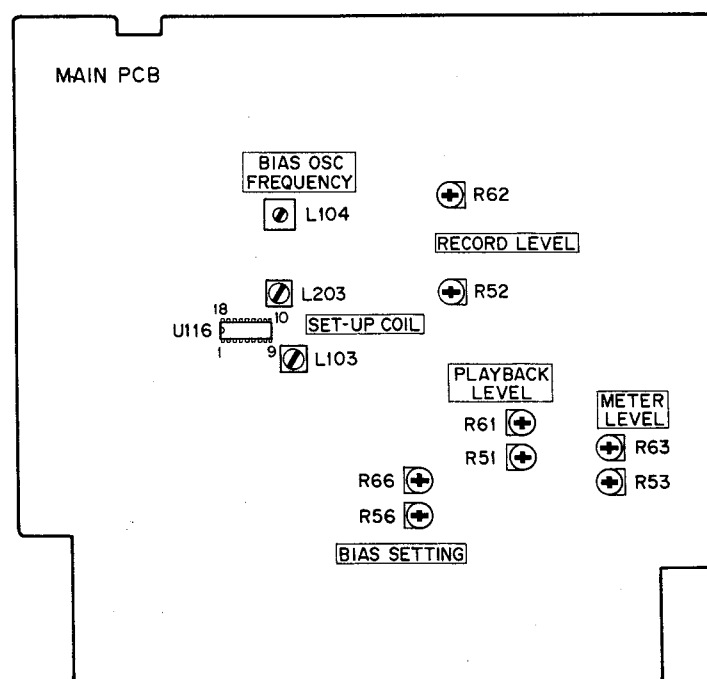 MAIN PCB
BIAS OSC
FREQUENCY
L104
R62
RECORD LEVEL
L203
R52
18
10
U116
SET-UP COIL
1
9
L103
PLAYBACK
LEVEL
METER
LEVEL
R61
R63
R51
R66
R53
R56
BIAS SETTING